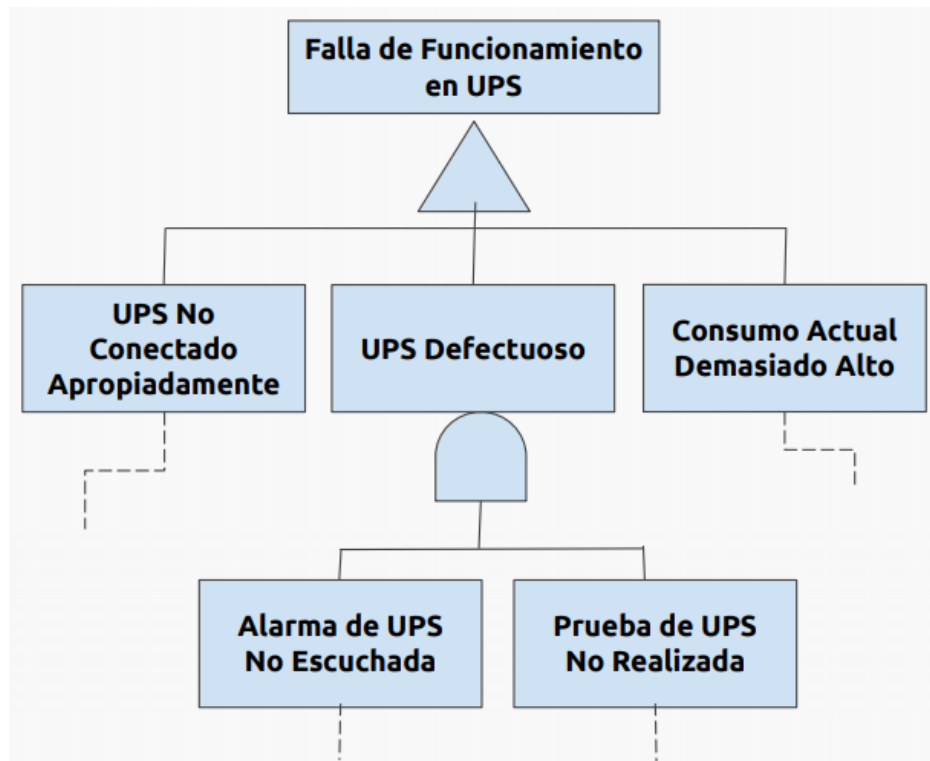 Falla de Funcionamiento
en UPS
UPS No
Conectado
Apropiadamente
UPS Defectuoso
Consumo Actual
Demasiado Alto
Alarma de UPS
No Escuchada
Prueba de UPS
No Realizada